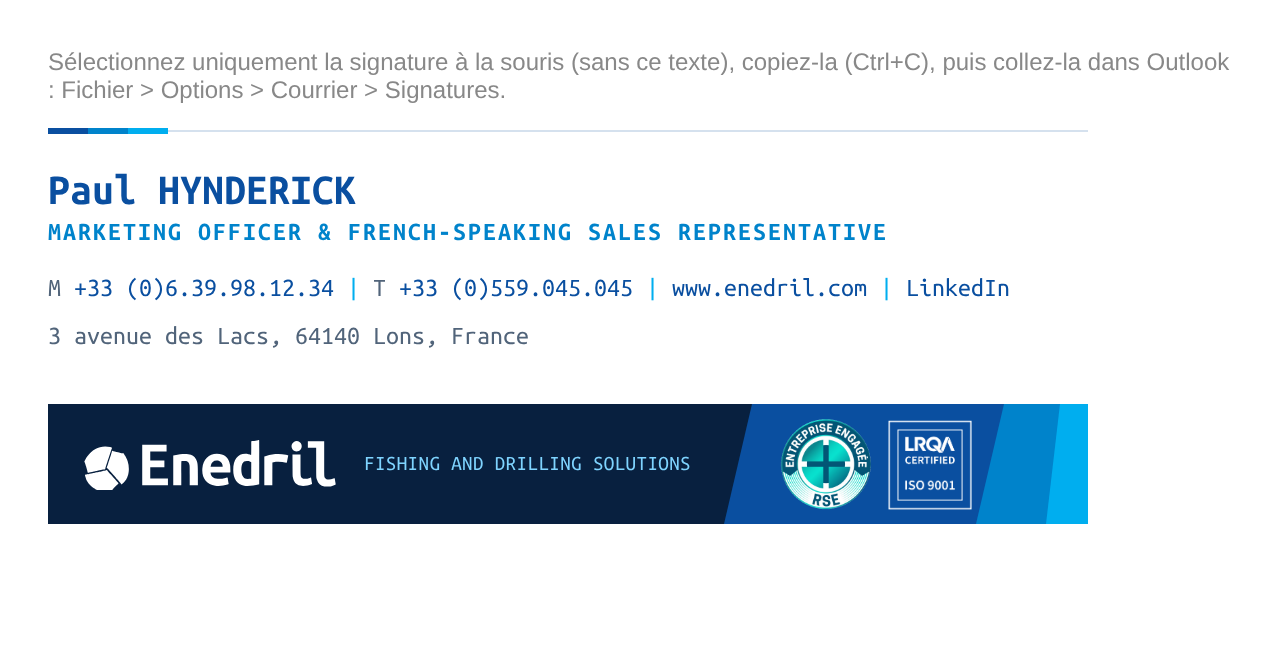 Sélectionnez uniquement la signature à la souris (sans ce texte), copiez-la (Ctrl+C), puis collez-la dans Outlook
: Fichier > Options > Courrier > Signatures.
Paul HYNDERICK
MARKETING OFFICER & FRENCH-SPEAKING SALES REPRESENTATIVE
M +33 (0)6.39.98.12.34 | T +33 (0)559.045.045 | www.enedril.com | LinkedIn
3 avenue des Lacs, 64140 Lons, France
Enedril
FISHING AND DRILLING SOLUTIONS
ENTREPRISE ENGAGÉE
RSE
LRQA
CERTIFIED
ISO 9001